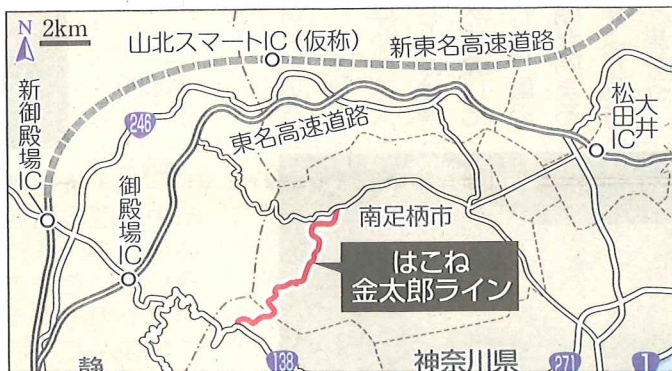 N
2km
山北スマートIC(仮称)
新東名高速道路
新御殿場IC
246
東名高速道路
大井
松田IC
御殿場IC
南足柄市
はこね
金太郎ライン
静
138
神奈川県
271
1